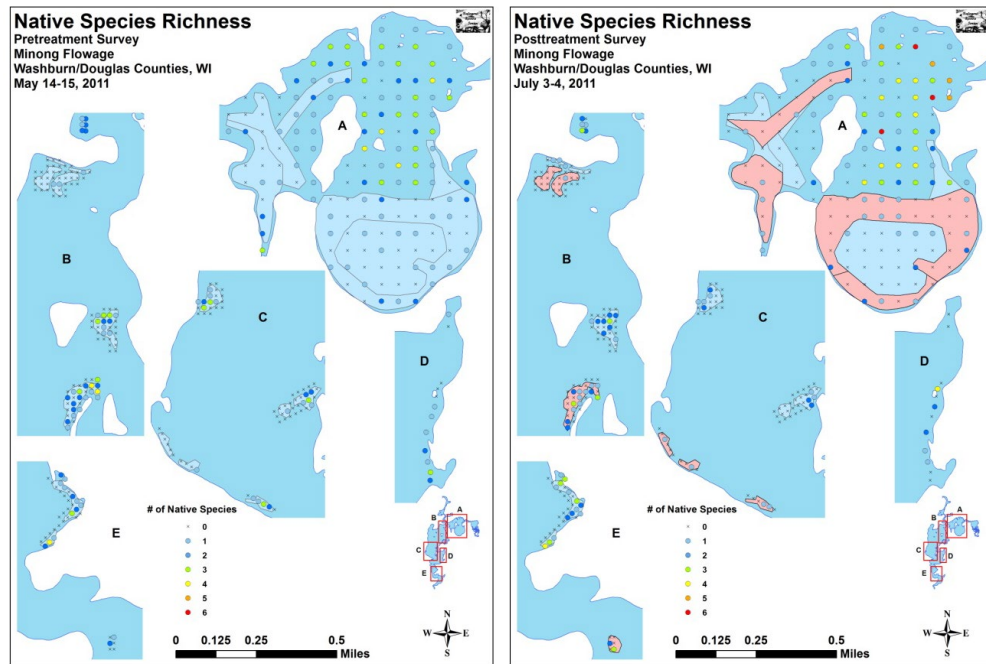 Native Species Richness
Pretreatment Survey
Minong Flowage
Washburn/Douglas Counties, WI
May 14-15, 2011
A
B
C
D
E
# of Native Species
0
1
2
3
4
5
6
A
B
C
D
E
N
W E
S
0 0.125 0.25 0.5
Miles
Native Species Richness
Posttreatment Survey
Minong Flowage
Washburn/Douglas Counties, WI
July 3-4, 2011
A
B
C
D
E
# of Native Species
0
1
2
3
4
5
6
A
B
C
D
E
N
W E
S
0 0.125 0.25 0.5
Miles